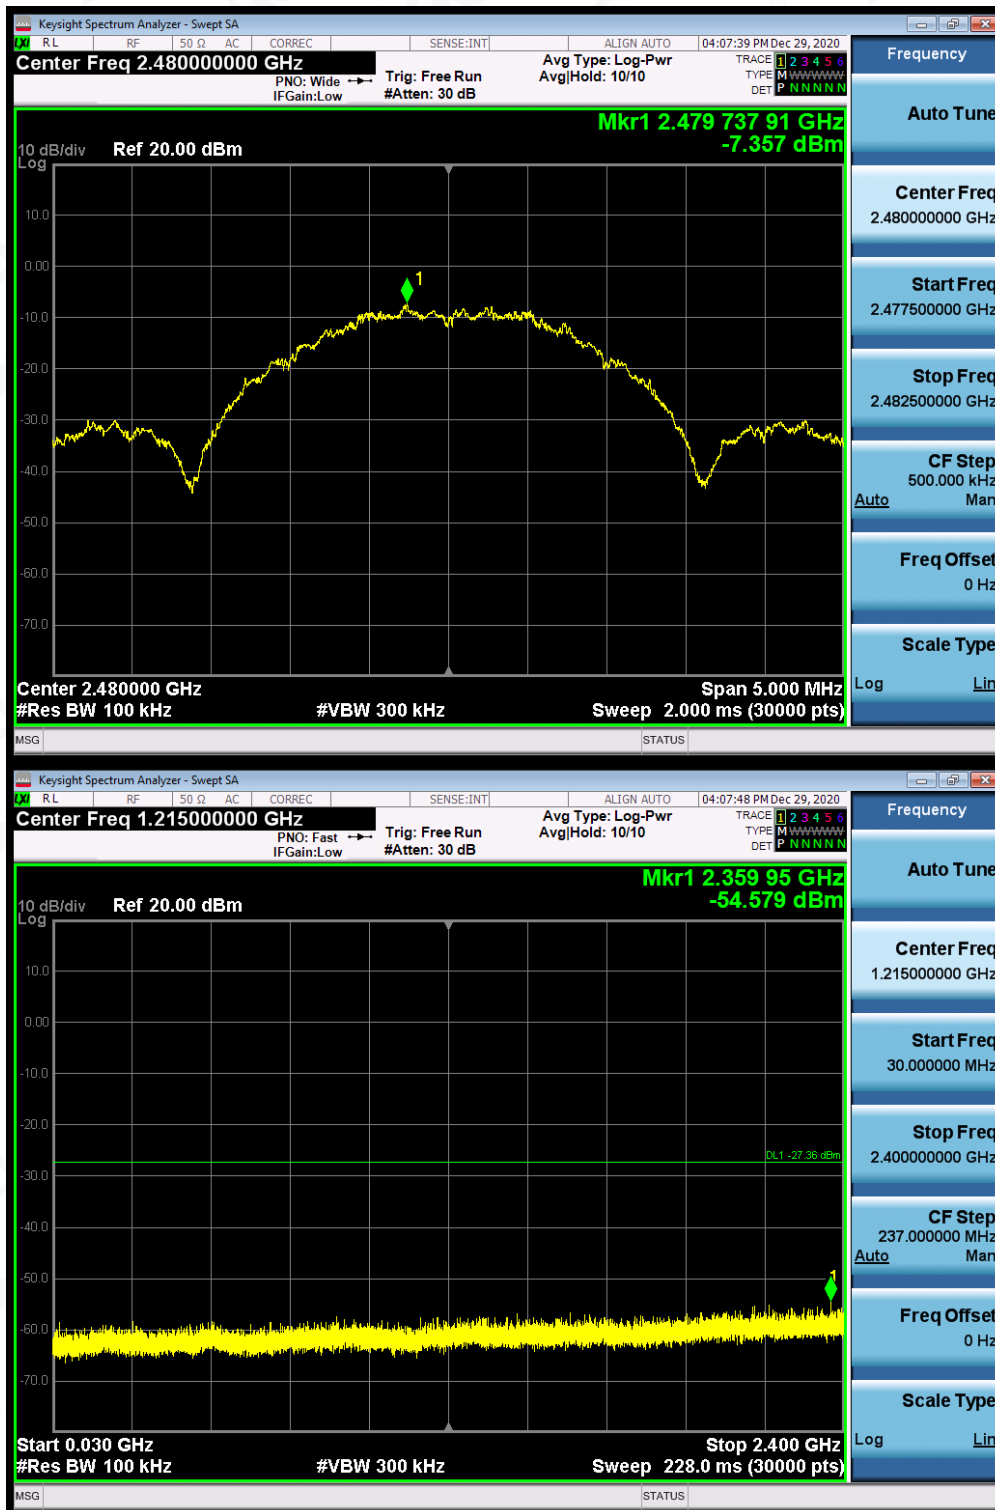 Keysight Spectrum Analyzer - Swept SA
LXI RL RF 50 Ω AC CORREC SENSE:INT ALIGN AUTO 04:07:39 PM Dec 29, 2020
Center Freq 2.480000000 GHz
PNO: Wide
IFGain:Low
Trig: Free Run
#Atten: 30 dB
Avg Type: Log-Pwr
Avg|Hold: 10/10
TRACE 1 2 3 4 5 6
TYPE M WWWWW
DET P N N N N N
Mkr1 2.479 737 91 GHz
-7.357 dBm
10 dB/div Ref 20.00 dBm
Log
10.0
0.00
-10.0
-20.0
-30.0
-40.0
-50.0
-60.0
-70.0
1
Center 2.480000 GHz Span 5.000 MHz
#Res BW 100 kHz #VBW 300 kHz Sweep 2.000 ms (30000 pts)
MSG STATUS
Frequency
Auto Tune
Center Freq
2.480000000 GHz
Start Freq
2.477500000 GHz
Stop Freq
2.482500000 GHz
CF Step
500.000 kHz
Auto Man
Freq Offset
0 Hz
Scale Type
Log Lin
Keysight Spectrum Analyzer - Swept SA
LXI RL RF 50 Ω AC CORREC SENSE:INT ALIGN AUTO 04:07:48 PM Dec 29, 2020
Center Freq 1.215000000 GHz
PNO: Fast
IFGain:Low
Trig: Free Run
#Atten: 30 dB
Avg Type: Log-Pwr
Avg|Hold: 10/10
TRACE 1 2 3 4 5 6
TYPE M WWWWW
DET P N N N N N
Mkr1 2.359 95 GHz
-54.579 dBm
10 dB/div Ref 20.00 dBm
Log
10.0
0.00
-10.0
-20.0
DL1 -27.36 dBm
-30.0
-40.0
-50.0
1
-60.0
-70.0
Start 0.030 GHz Stop 2.400 GHz
#Res BW 100 kHz #VBW 300 kHz Sweep 228.0 ms (30000 pts)
MSG STATUS
Frequency
Auto Tune
Center Freq
1.215000000 GHz
Start Freq
30.000000 MHz
Stop Freq
2.400000000 GHz
CF Step
237.000000 MHz
Auto Man
Freq Offset
0 Hz
Scale Type
Log Lin